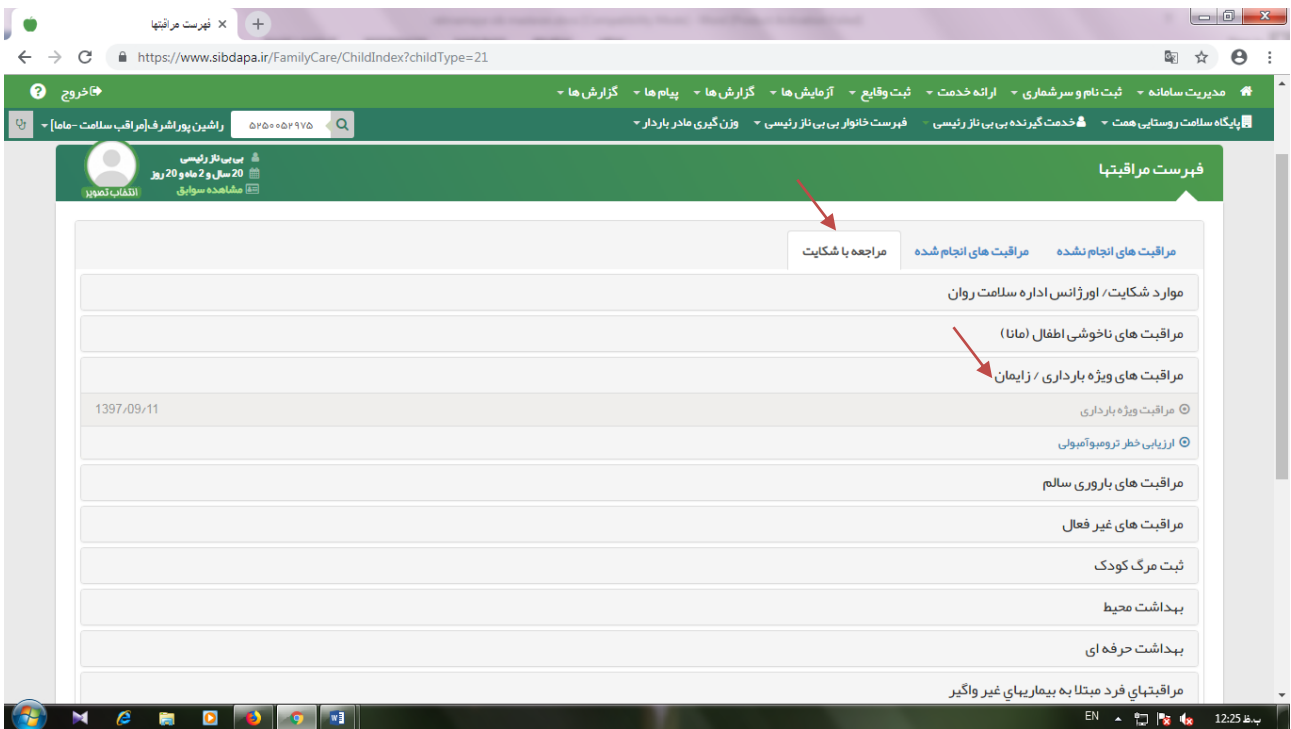 فهرست مراقبتها
https://www.sibdapa.ir/FamilyCare/ChildIndex?childType=21
مدیریت سامانه ثبت نام و سرشماری ارائه خدمت ثبت وقایع آزمایش ها گزارش ها پیام ها گزارش ها خروج
پایگاه سلامت روستایی همت خدمت گیرنده بی بی ناز رئیسی فهرست خانوار بی بی ناز رئیسی وزن گیری مادر باردار ۵۲۵۰۰۵۲۹۷۵ راشین پوراشرف[مراقب سلامت -ماما]
فهرست مراقبتها
بی بی ناز رئیسی
20 سال و 2 ماه و 20 روز
مشاهده سوابق
انتخاب تصویر
مراقبت های انجام نشده مراقبت های انجام شده مراجعه با شکایت
موارد شکایت/ اورژانس اداره سلامت روان
مراقبت های ناخوشی اطفال (مانا)
مراقبت های ویژه بارداری / زایمان
مراقبت ویژه بارداری 1397/09/11
ارزیابی خطر ترومبوآمبولی
مراقبت های باروری سالم
مراقبت های غیر فعال
ثبت مرگ کودک
بهداشت محیط
بهداشت حرفه ای
مراقبتهاي فرد مبتلا به بیماریهاي غیر واگیر
EN 12:25 ب.ظ